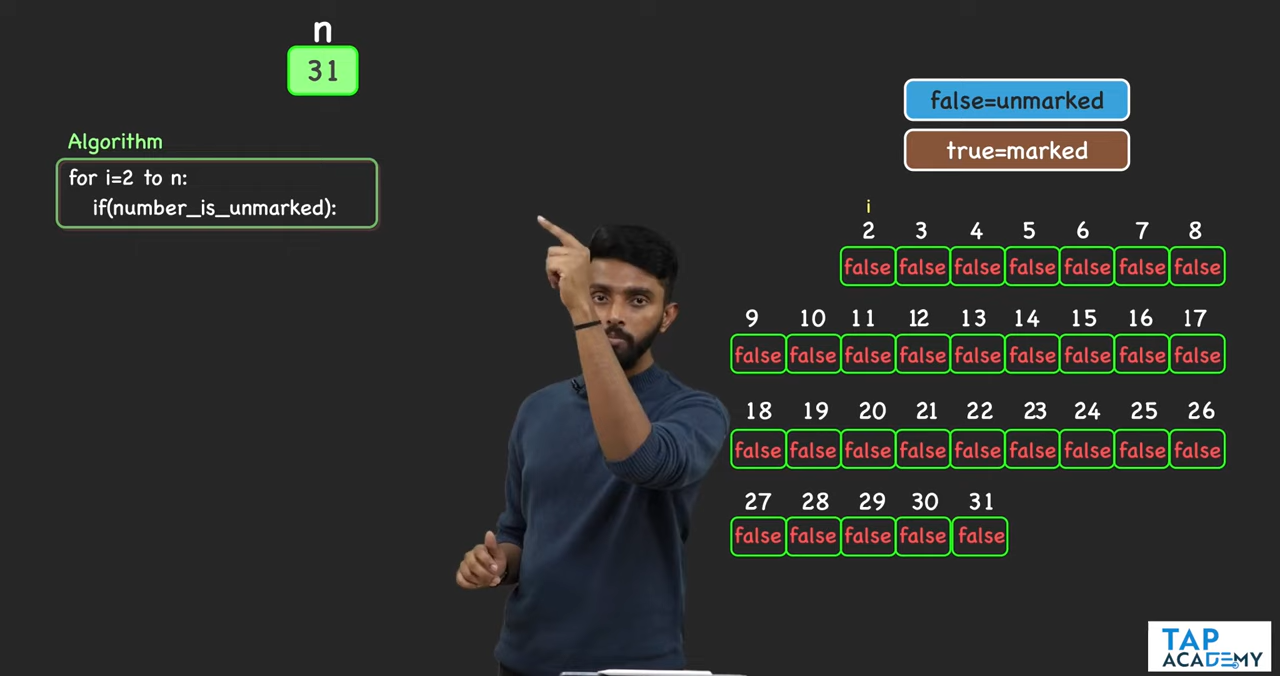 n
31
false=unmarked
Algorithm
true=marked
for i=2 to n:
if(number_is_unmarked):
i
2 3 4 5 6 7 8
false false false false false false false
9 10 11 12 13 14 15 16 17
false false false false false false false false false
18 19 20 21 22 23 24 25 26
false false false false false false false false false
27 28 29 30 31
false false false false false
TAP
ACADEMY